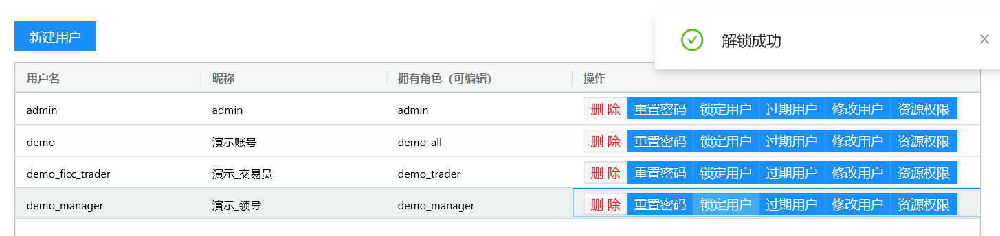 新建用户
解锁成功
用户名 昵称 拥有角色（可编辑） 操作
admin admin admin 删 除 重置密码 锁定用户 过期用户 修改用户 资源权限
demo 演示账号 demo_all 删 除 重置密码 锁定用户 过期用户 修改用户 资源权限
demo_ficc_trader 演示_交易员 demo_trader 删 除 重置密码 锁定用户 过期用户 修改用户 资源权限
demo_manager 演示_领导 demo_manager 删 除 重置密码 锁定用户 过期用户 修改用户 资源权限